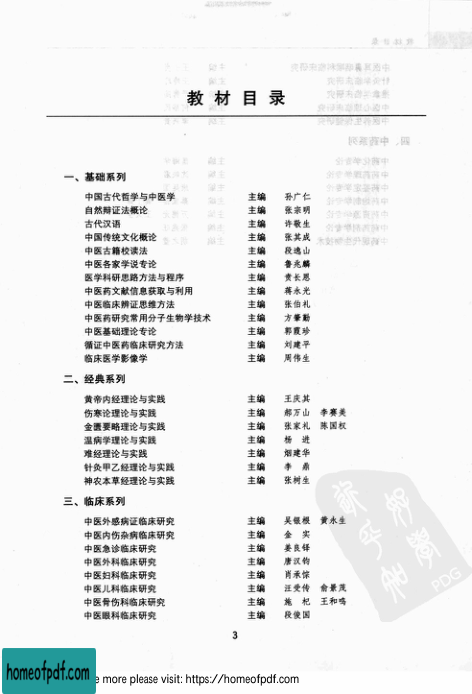 教材目录
一、基础系列
中国古代哲学与中医学 主编 孙广仁
自然辩证法概论 主编 张宗明
古代汉语 主编 许敬生
中国传统文化概论 主编 张其成
中医古籍校读法 主编 段逸山
中医各家学说专论 主编 鲁兆麟
医学科研思路方法与程序 主编 贲长恩
中医药文献信息获取与利用 主编 蒋永光
中医临床辨证思维方法 主编 张伯礼
中医药研究常用分子生物学技术 主编 方肇勤
中医基础理论专论 主编 郭霞珍
循证中医药临床研究方法 主编 刘建平
临床医学影像学 主编 周伟生
二、经典系列
黄帝内经理论与实践 主编 王庆其
伤寒论理论与实践 主编 郝万山 李赛美
金匮要略理论与实践 主编 张家礼 陈国权
温病学理论与实践 主编 杨进
难经理论与实践 主编 烟建华
针灸甲乙经理论与实践 主编 李鼎
神农本草经理论与实践 主编 张树生
三、临床系列
中医外感病证临床研究 主编 吴银根 黄永生
中医内伤杂病临床研究 主编 金实
中医急诊临床研究 主编 姜良铎
中医外科临床研究 主编 唐汉钧
中医妇科临床研究 主编 肖承悰
中医儿科临床研究 主编 汪受传 俞景茂
中医骨伤科临床研究 主编 施杞 王和鸣
中医眼科临床研究 主编 段俊国
3
PDG
homeofpdf.com
e more please visit: https://homeofpdf.com